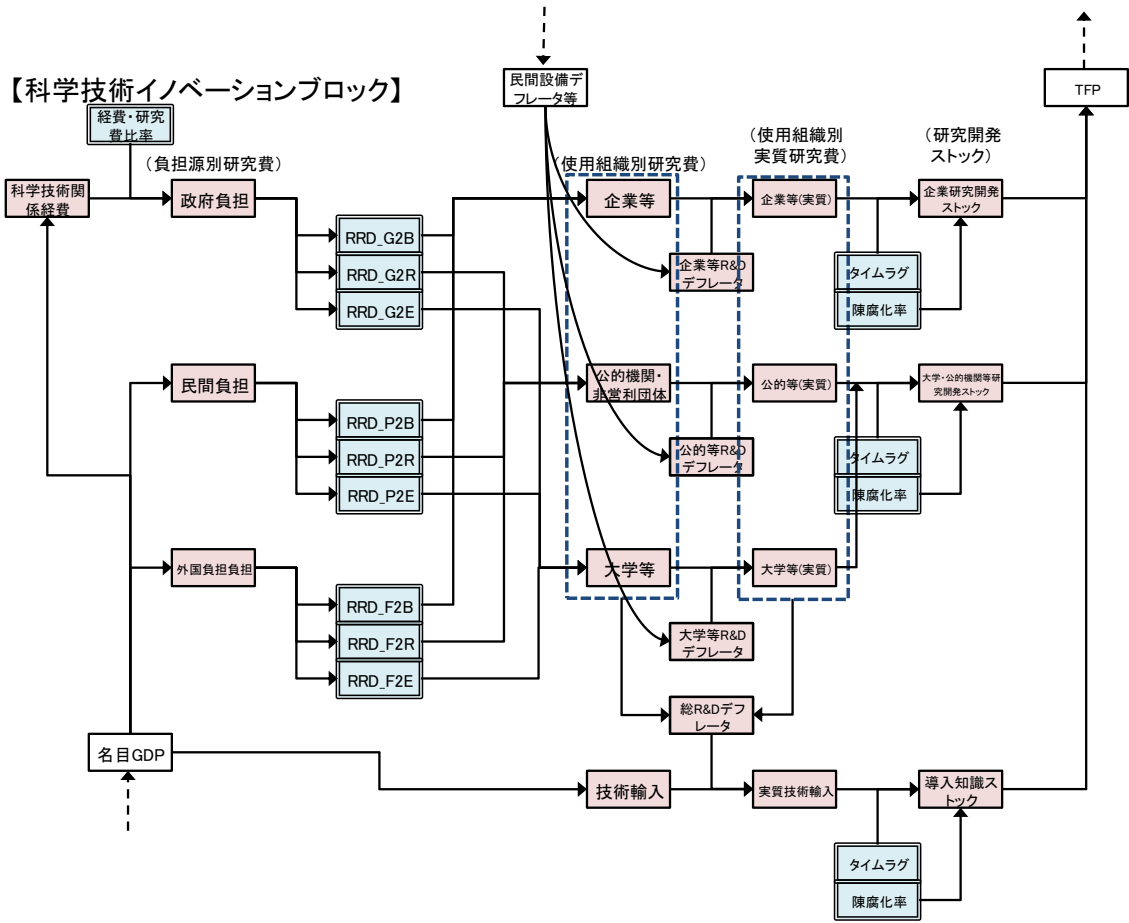 【科学技術イノベーションブロック】
経費・研究
費比率
民間設備デ
フレータ等
TFP
（負担源別研究費）
（使用組織別研究費）
（使用組織別
実質研究費）
（研究開発
ストック）
科学技術関
係経費
政府負担
RRD_G2B
RRD_G2R
RRD_G2E
企業等
企業等R&D
デフレータ
企業等(実質)
タイムラグ
陳腐化率
企業研究開発
ストック
民間負担
RRD_P2B
RRD_P2R
RRD_P2E
公的機関・
非営利団体
公的等R&D
デフレータ
公的等(実質)
タイムラグ
陳腐化率
大学・公的機関等研
究開発ストック
外国負担負担
RRD_F2B
RRD_F2R
RRD_F2E
大学等
大学等R&D
デフレータ
大学等(実質)
総R&Dデフ
レータ
名目GDP
技術輸入
実質技術輸入
導入知識ス
トック
タイムラグ
陳腐化率